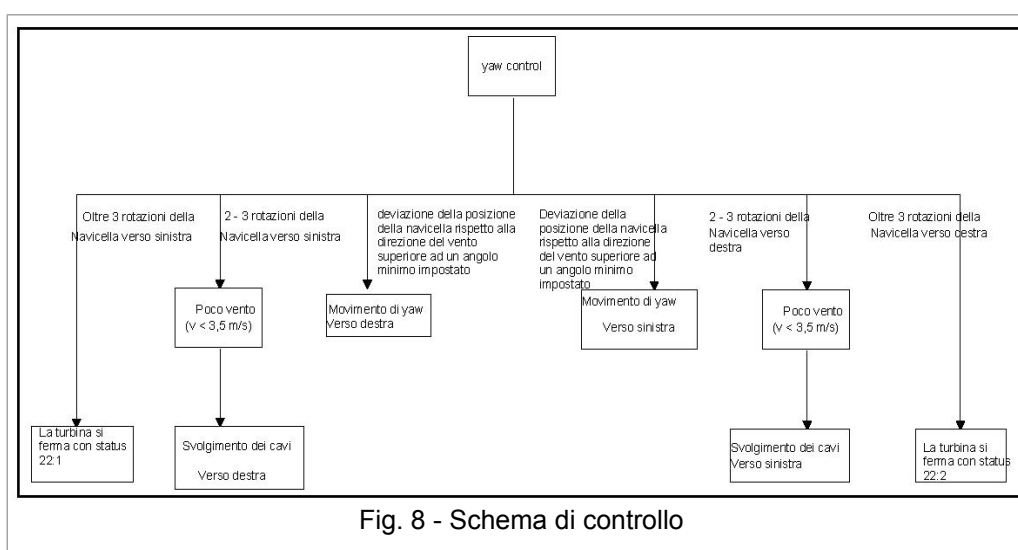 yaw control
Oltre 3 rotazioni della
Navicella verso sinistra
2 - 3 rotazioni della
Navicella verso sinistra
deviazione della posizione
della navicella rispetto alla
direzione del vento
superiore ad un angolo
minimo impostato
Deviazione della
posizione della navicella
rispetto alla direzione
del vento superiore ad
un angolo minimo
impostato
2 - 3 rotazioni della
Navicella verso
destra
Oltre 3 rotazioni della
Navicella verso destra
Poco vento
(v < 3,5 m/s)
Movimento di yaw
Verso destra
Movimento di yaw
Verso sinistra
Poco vento
(v < 3,5 m/s)
La turbina si
ferma con status
22:1
Svolgimento dei cavi
Verso destra
Svolgimento dei cavi
Verso sinistra
La turbina si
ferma con status
22:2
Fig. 8 - Schema di controllo